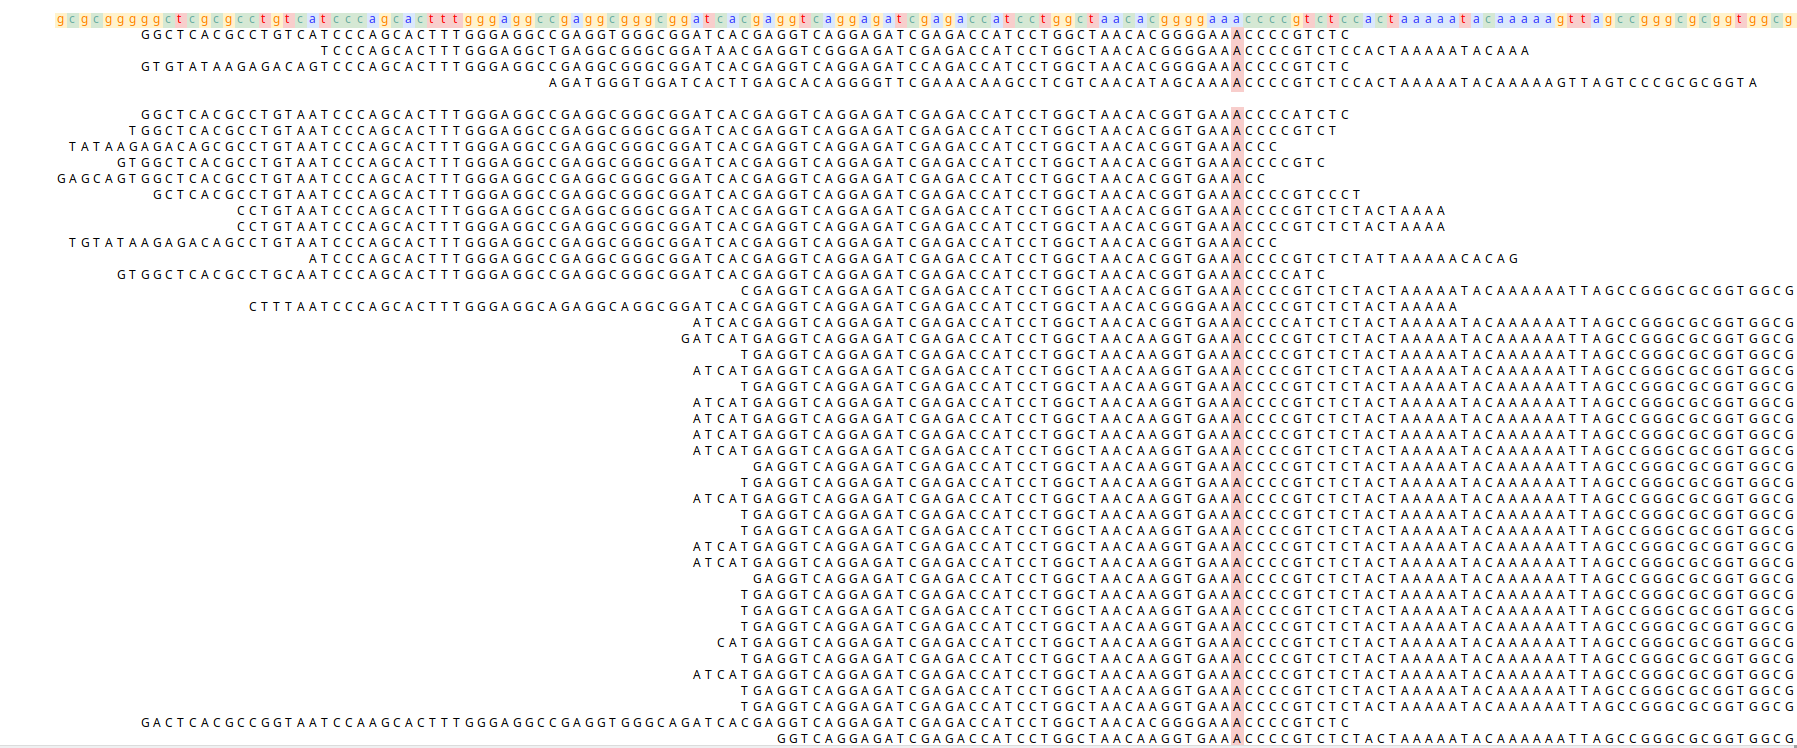 gcgcgggggctcgcgcctgtcatcccagcactttgggaggccgaggcgggcggatcacgaggtcaggagatcgagaccatcctggctaacacggggaaaccccgtctccactaaaaatacaaaaagttagccgggcgcggtggcg
GGCTCACGCCTGTCATCCCAGCACTTTGGGAGGCCGAGGTGGGCGGATCACGAGGTCAGGAGATCGAGACCATCCTGGCTAACACGGGGAAACCCCGTCTC
TCCCAGCACTTTGGGAGGCTGAGGCGGGCGGATAACGAGGTCGGGAGATCGAGACCATCCTGGCTAACACGGGGAAACCCCGTCTCCACTAAAAATACAAA
GTGTATAAGAGACAGTCCCAGCACTTTGGGAGGCCGAGGCGGGCGGATCACGAGGTCAGGAGATCCAGACCATCCTGGCTAACACGGGGAAACCCCGTCTC
AGATGGGTGGATCACTTGAGCACAGGGGTTCGAAACAAGCCTCGTCAACATAGCAAAACCCCGTCTCCACTAAAAATACAAAAAGTTAGTCCCGCGCGGTA
GGCTCACGCCTGTAATCCCAGCACTTTGGGAGGCCGAGGCGGGCGGATCACGAGGTCAGGAGATCGAGACCATCCTGGCTAACACGGTGAAACCCCATCTC
TGGCTCACGCCTGTAATCCCAGCACTTTGGGAGGCCGAGGCGGGCGGATCACGAGGTCAGGAGATCGAGACCATCCTGGCTAACACGGTGAAACCCCGTCT
TATAAGAGACAGCGCCTGTAATCCCAGCACTTTGGGAGGCCGAGGCGGGCGGATCACGAGGTCAGGAGATCGAGACCATCCTGGCTAACACGGTGAAACCC
GTGGCTCACGCCTGTAATCCCAGCACTTTGGGAGGCCGAGGCGGGCGGATCACGAGGTCAGGAGATCGAGACCATCCTGGCTAACACGGTGAAACCCCGTC
GAGCAGTGGCTCACGCCTGTAATCCCAGCACTTTGGGAGGCCGAGGCGGGCGGATCACGAGGTCAGGAGATCGAGACCATCCTGGCTAACACGGTGAAACC
GCTCACGCCTGTAATCCCAGCACTTTGGGAGGCCGAGGCGGGCGGATCACGAGGTCAGGAGATCGAGACCATCCTGGCTAACACGGTGAAACCCCGTCCCT
CCTGTAATCCCAGCACTTTGGGAGGCCGAGGCGGGCGGATCACGAGGTCAGGAGATCGAGACCATCCTGGCTAACACGGTGAAACCCCGTCTCTACTAAAA
CCTGTAATCCCAGCACTTTGGGAGGCCGAGGCGGGCGGATCACGAGGTCAGGAGATCGAGACCATCCTGGCTAACACGGTGAAACCCCGTCTCTACTAAAA
TGTATAAGAGACAGCCTGTAATCCCAGCACTTTGGGAGGCCGAGGCGGGCGGATCACGAGGTCAGGAGATCGAGACCATCCTGGCTAACACGGTGAAACCC
ATCCCAGCACTTTGGGAGGCCGAGGCGGGCGGATCACGAGGTCAGGAGATCGAGACCATCCTGGCTAACACGGTGAAACCCCGTCTCTATTAAAAACACAG
GTGGCTCACGCCTGCAATCCCAGCACTTTGGGAGGCCGAGGCGGGCGGATCACGAGGTCAGGAGATCGAGACCATCCTGGCTAACACGGTGAAACCCCATC
CGAGGTCAGGAGATCGAGACCATCCTGGCTAACACGGTGAAACCCCGTCTCTACTAAAAATACAAAAAATTAGCCGGGCGCGGTGGCG
CTTTAATCCCAGCACTTTGGGAGGCAGAGGCAGGCGGATCACGAGGTCAGGAGATCGAGACCATCCTGGCTAACACGGGGAAACCCCGTCTCTACTAAAAA
ATCACGAGGTCAGGAGATCGAGACCATCCTGGCTAACACGGTGAAACCCCATCTCTACTAAAAATACAAAAAATTAGCCGGGCGCGGTGGCG
GATCATGAGGTCAGGAGATCGAGACCATCCTGGCTAACAAGGTGAAACCCCGTCTCTACTAAAAATACAAAAAATTAGCCGGGCGCGGTGGCG
TGAGGTCAGGAGATCGAGACCATCCTGGCTAACAAGGTGAAACCCCGTCTCTACTAAAAATACAAAAAATTAGCCGGGCGCGGTGGCG
ATCATGAGGTCAGGAGATCGAGACCATCCTGGCTAACAAGGTGAAACCCCGTCTCTACTAAAAATACAAAAAATTAGCCGGGCGCGGTGGCG
TGAGGTCAGGAGATCGAGACCATCCTGGCTAACAAGGTGAAACCCCGTCTCTACTAAAAATACAAAAAATTAGCCGGGCGCGGTGGCG
ATCATGAGGTCAGGAGATCGAGACCATCCTGGCTAACAAGGTGAAACCCCGTCTCTACTAAAAATACAAAAAATTAGCCGGGCGCGGTGGCG
ATCATGAGGTCAGGAGATCGAGACCATCCTGGCTAACAAGGTGAAACCCCGTCTCTACTAAAAATACAAAAAATTAGCCGGGCGCGGTGGCG
ATCATGAGGTCAGGAGATCGAGACCATCCTGGCTAACAAGGTGAAACCCCGTCTCTACTAAAAATACAAAAAATTAGCCGGGCGCGGTGGCG
ATCATGAGGTCAGGAGATCGAGACCATCCTGGCTAACAAGGTGAAACCCCGTCTCTACTAAAAATACAAAAAATTAGCCGGGCGCGGTGGCG
GAGGTCAGGAGATCGAGACCATCCTGGCTAACAAGGTGAAACCCCGTCTCTACTAAAAATACAAAAAATTAGCCGGGCGCGGTGGCG
TGAGGTCAGGAGATCGAGACCATCCTGGCTAACAAGGTGAAACCCCGTCTCTACTAAAAATACAAAAAATTAGCCGGGCGCGGTGGCG
ATCATGAGGTCAGGAGATCGAGACCATCCTGGCTAACAAGGTGAAACCCCGTCTCTACTAAAAATACAAAAAATTAGCCGGGCGCGGTGGCG
TGAGGTCAGGAGATCGAGACCATCCTGGCTAACAAGGTGAAACCCCGTCTCTACTAAAAATACAAAAAATTAGCCGGGCGCGGTGGCG
TGAGGTCAGGAGATCGAGACCATCCTGGCTAACAAGGTGAAACCCCGTCTCTACTAAAAATACAAAAAATTAGCCGGGCGCGGTGGCG
ATCATGAGGTCAGGAGATCGAGACCATCCTGGCTAACAAGGTGAAACCCCGTCTCTACTAAAAATACAAAAAATTAGCCGGGCGCGGTGGCG
ATCATGAGGTCAGGAGATCGAGACCATCCTGGCTAACAAGGTGAAACCCCGTCTCTACTAAAAATACAAAAAATTAGCCGGGCGCGGTGGCG
GAGGTCAGGAGATCGAGACCATCCTGGCTAACAAGGTGAAACCCCGTCTCTACTAAAAATACAAAAAATTAGCCGGGCGCGGTGGCG
TGAGGTCAGGAGATCGAGACCATCCTGGCTAACAAGGTGAAACCCCGTCTCTACTAAAAATACAAAAAATTAGCCGGGCGCGGTGGCG
TGAGGTCAGGAGATCGAGACCATCCTGGCTAACAAGGTGAAACCCCGTCTCTACTAAAAATACAAAAAATTAGCCGGGCGCGGTGGCG
TGAGGTCAGGAGATCGAGACCATCCTGGCTAACAAGGTGAAACCCCGTCTCTACTAAAAATACAAAAAATTAGCCGGGCGCGGTGGCG
CATGAGGTCAGGAGATCGAGACCATCCTGGCTAACAAGGTGAAACCCCGTCTCTACTAAAAATACAAAAAATTAGCCGGGCGCGGTGGCG
TGAGGTCAGGAGATCGAGACCATCCTGGCTAACAAGGTGAAACCCCGTCTCTACTAAAAATACAAAAAATTAGCCGGGCGCGGTGGCG
ATCATGAGGTCAGGAGATCGAGACCATCCTGGCTAACAAGGTGAAACCCCGTCTCTACTAAAAATACAAAAAATTAGCCGGGCGCGGTGGCG
TGAGGTCAGGAGATCGAGACCATCCTGGCTAACAAGGTGAAACCCCGTCTCTACTAAAAATACAAAAAATTAGCCGGGCGCGGTGGCG
TGAGGTCAGGAGATCGAGACCATCCTGGCTAACAAGGTGAAACCCCGTCTCTACTAAAAATACAAAAAATTAGCCGGGCGCGGTGGCG
GACTCACGCCGGTAATCCAAGCACTTTGGGAGGCCGAGGTGGGCAGATCACGAGGTCAGGAGATCGAGACCATCCTGGCTAACACGGGGAAACCCCGTCTC
GGTCAGGAGATCGAGACCATCCTGGCTAACAAGGTGAAACCCCGTCTCTACTAAAAATACAAAAAATTAGCCGGGCGCGGTGGCG